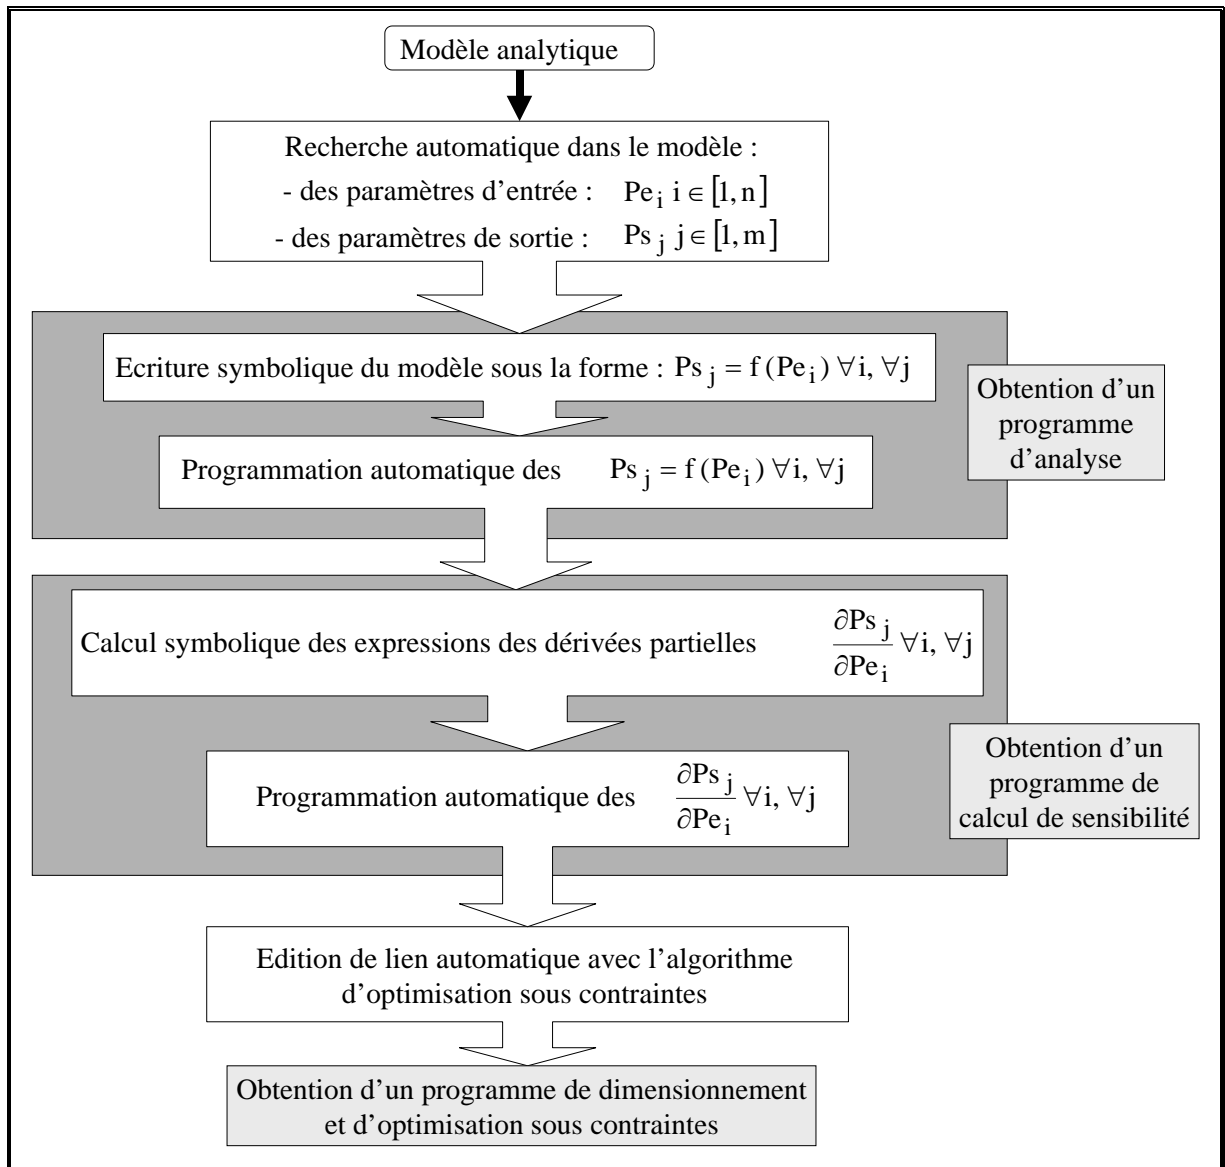 Modèle analytique
Recherche automatique dans le modèle :
- des paramètres d'entrée : Pe_i i ∈ [1, n]
- des paramètres de sortie : Ps_j j ∈ [1, m]
Ecriture symbolique du modèle sous la forme : Ps_j = f (Pe_i) ∀i, ∀j
Programmation automatique des Ps_j = f (Pe_i) ∀i, ∀j
Obtention d'un
programme
d'analyse
Calcul symbolique des expressions des dérivées partielles ∂Ps_j/∂Pe_i ∀i, ∀j
Programmation automatique des ∂Ps_j/∂Pe_i ∀i, ∀j
Obtention d'un
programme de
calcul de sensibilité
Edition de lien automatique avec l'algorithme
d'optimisation sous contraintes
Obtention d'un programme de dimensionnement
et d'optimisation sous contraintes